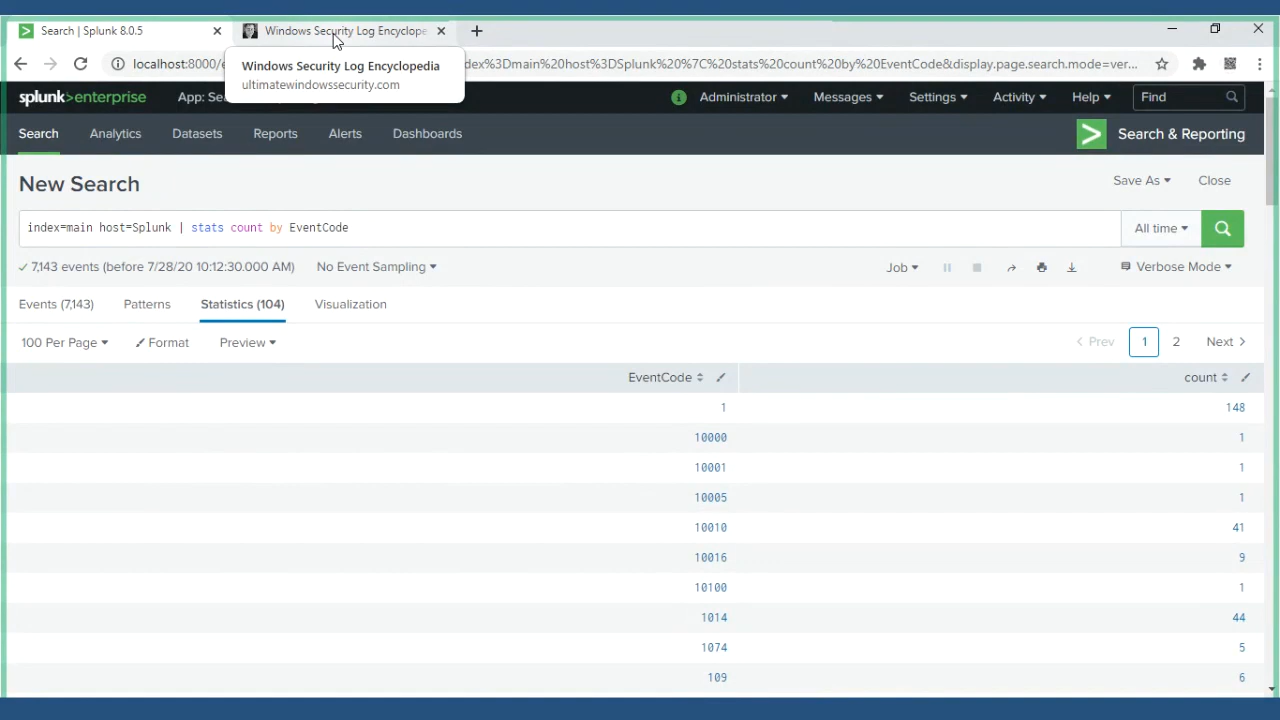 Search | Splunk 8.0.5
Windows Security Log Encyclope
localhost:8000/
dex%3Dmain%20host%3DSplunk%20%7C%20stats%20count%20by%20EventCode&display.page.search.mode=ver...
Windows Security Log Encyclopedia
ultimatewindowssecurity.com
splunk>enterprise
App: Se
Administrator
Messages
Settings
Activity
Help
Find
Search
Analytics
Datasets
Reports
Alerts
Dashboards
Search & Reporting
New Search
Save As
Close
index=main host=Splunk | stats count by EventCode
All time
7,143 events (before 7/28/20 10:12:30.000 AM)
No Event Sampling
Job
Verbose Mode
Events (7,143)
Patterns
Statistics (104)
Visualization
100 Per Page
Format
Preview
< Prev
1
2
Next >
EventCode
count
1 148
10000 1
10001 1
10005 1
10010 41
10016 9
10100 1
1014 44
1074 5
109 6